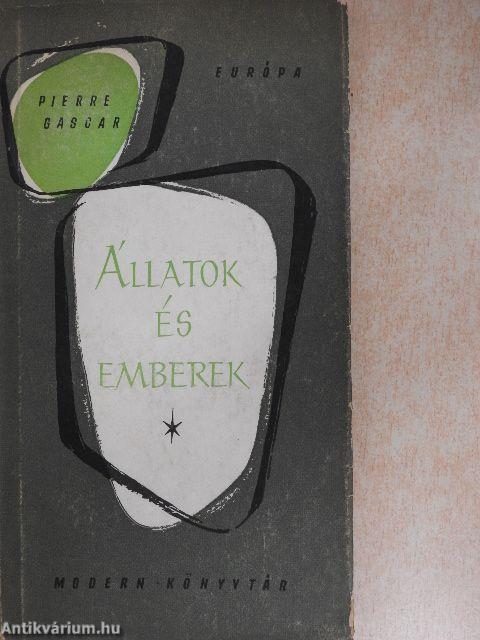 PIERRE
GASCAR
EURÓPA
ÁLLATOK
ÉS
EMBEREK
MODERN·KÖNYVTÁR
Antikvárium.hu